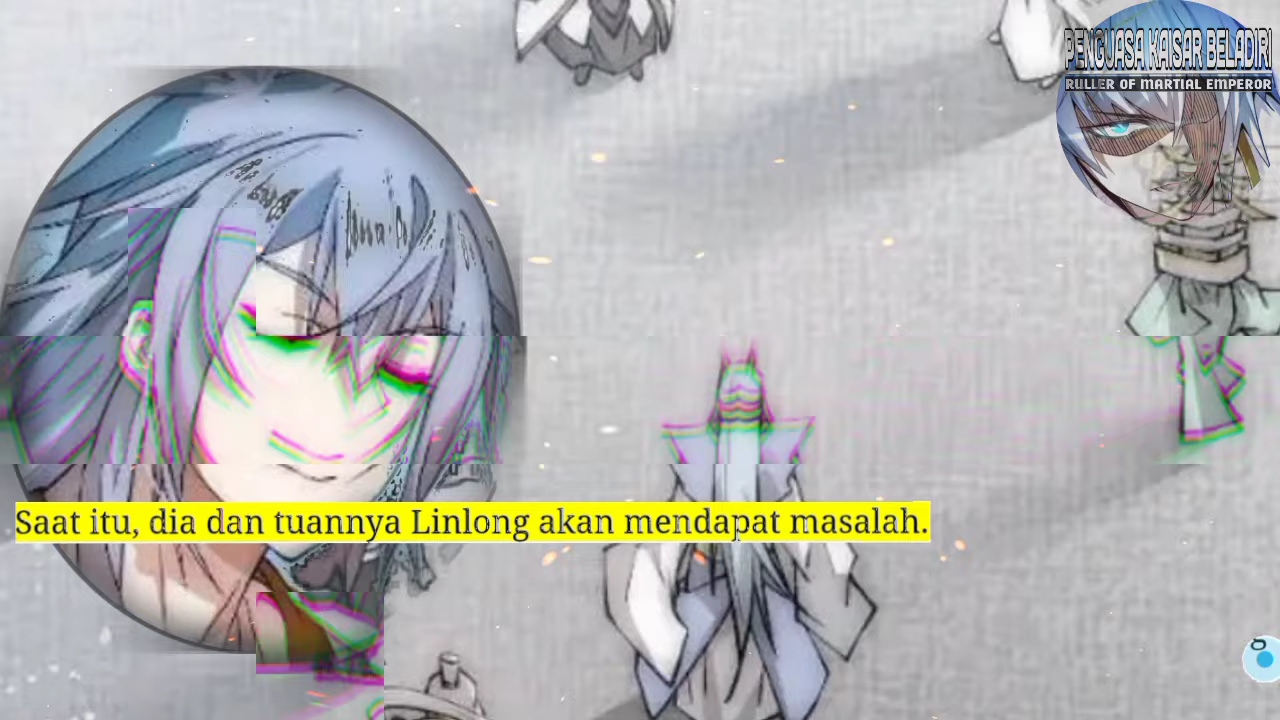 PENGUASA KAISAR BELADIRI
RULLER OF MARTIAL EMPEROR
Saat itu, dia dan tuannya Linlong akan mendapat masalah.